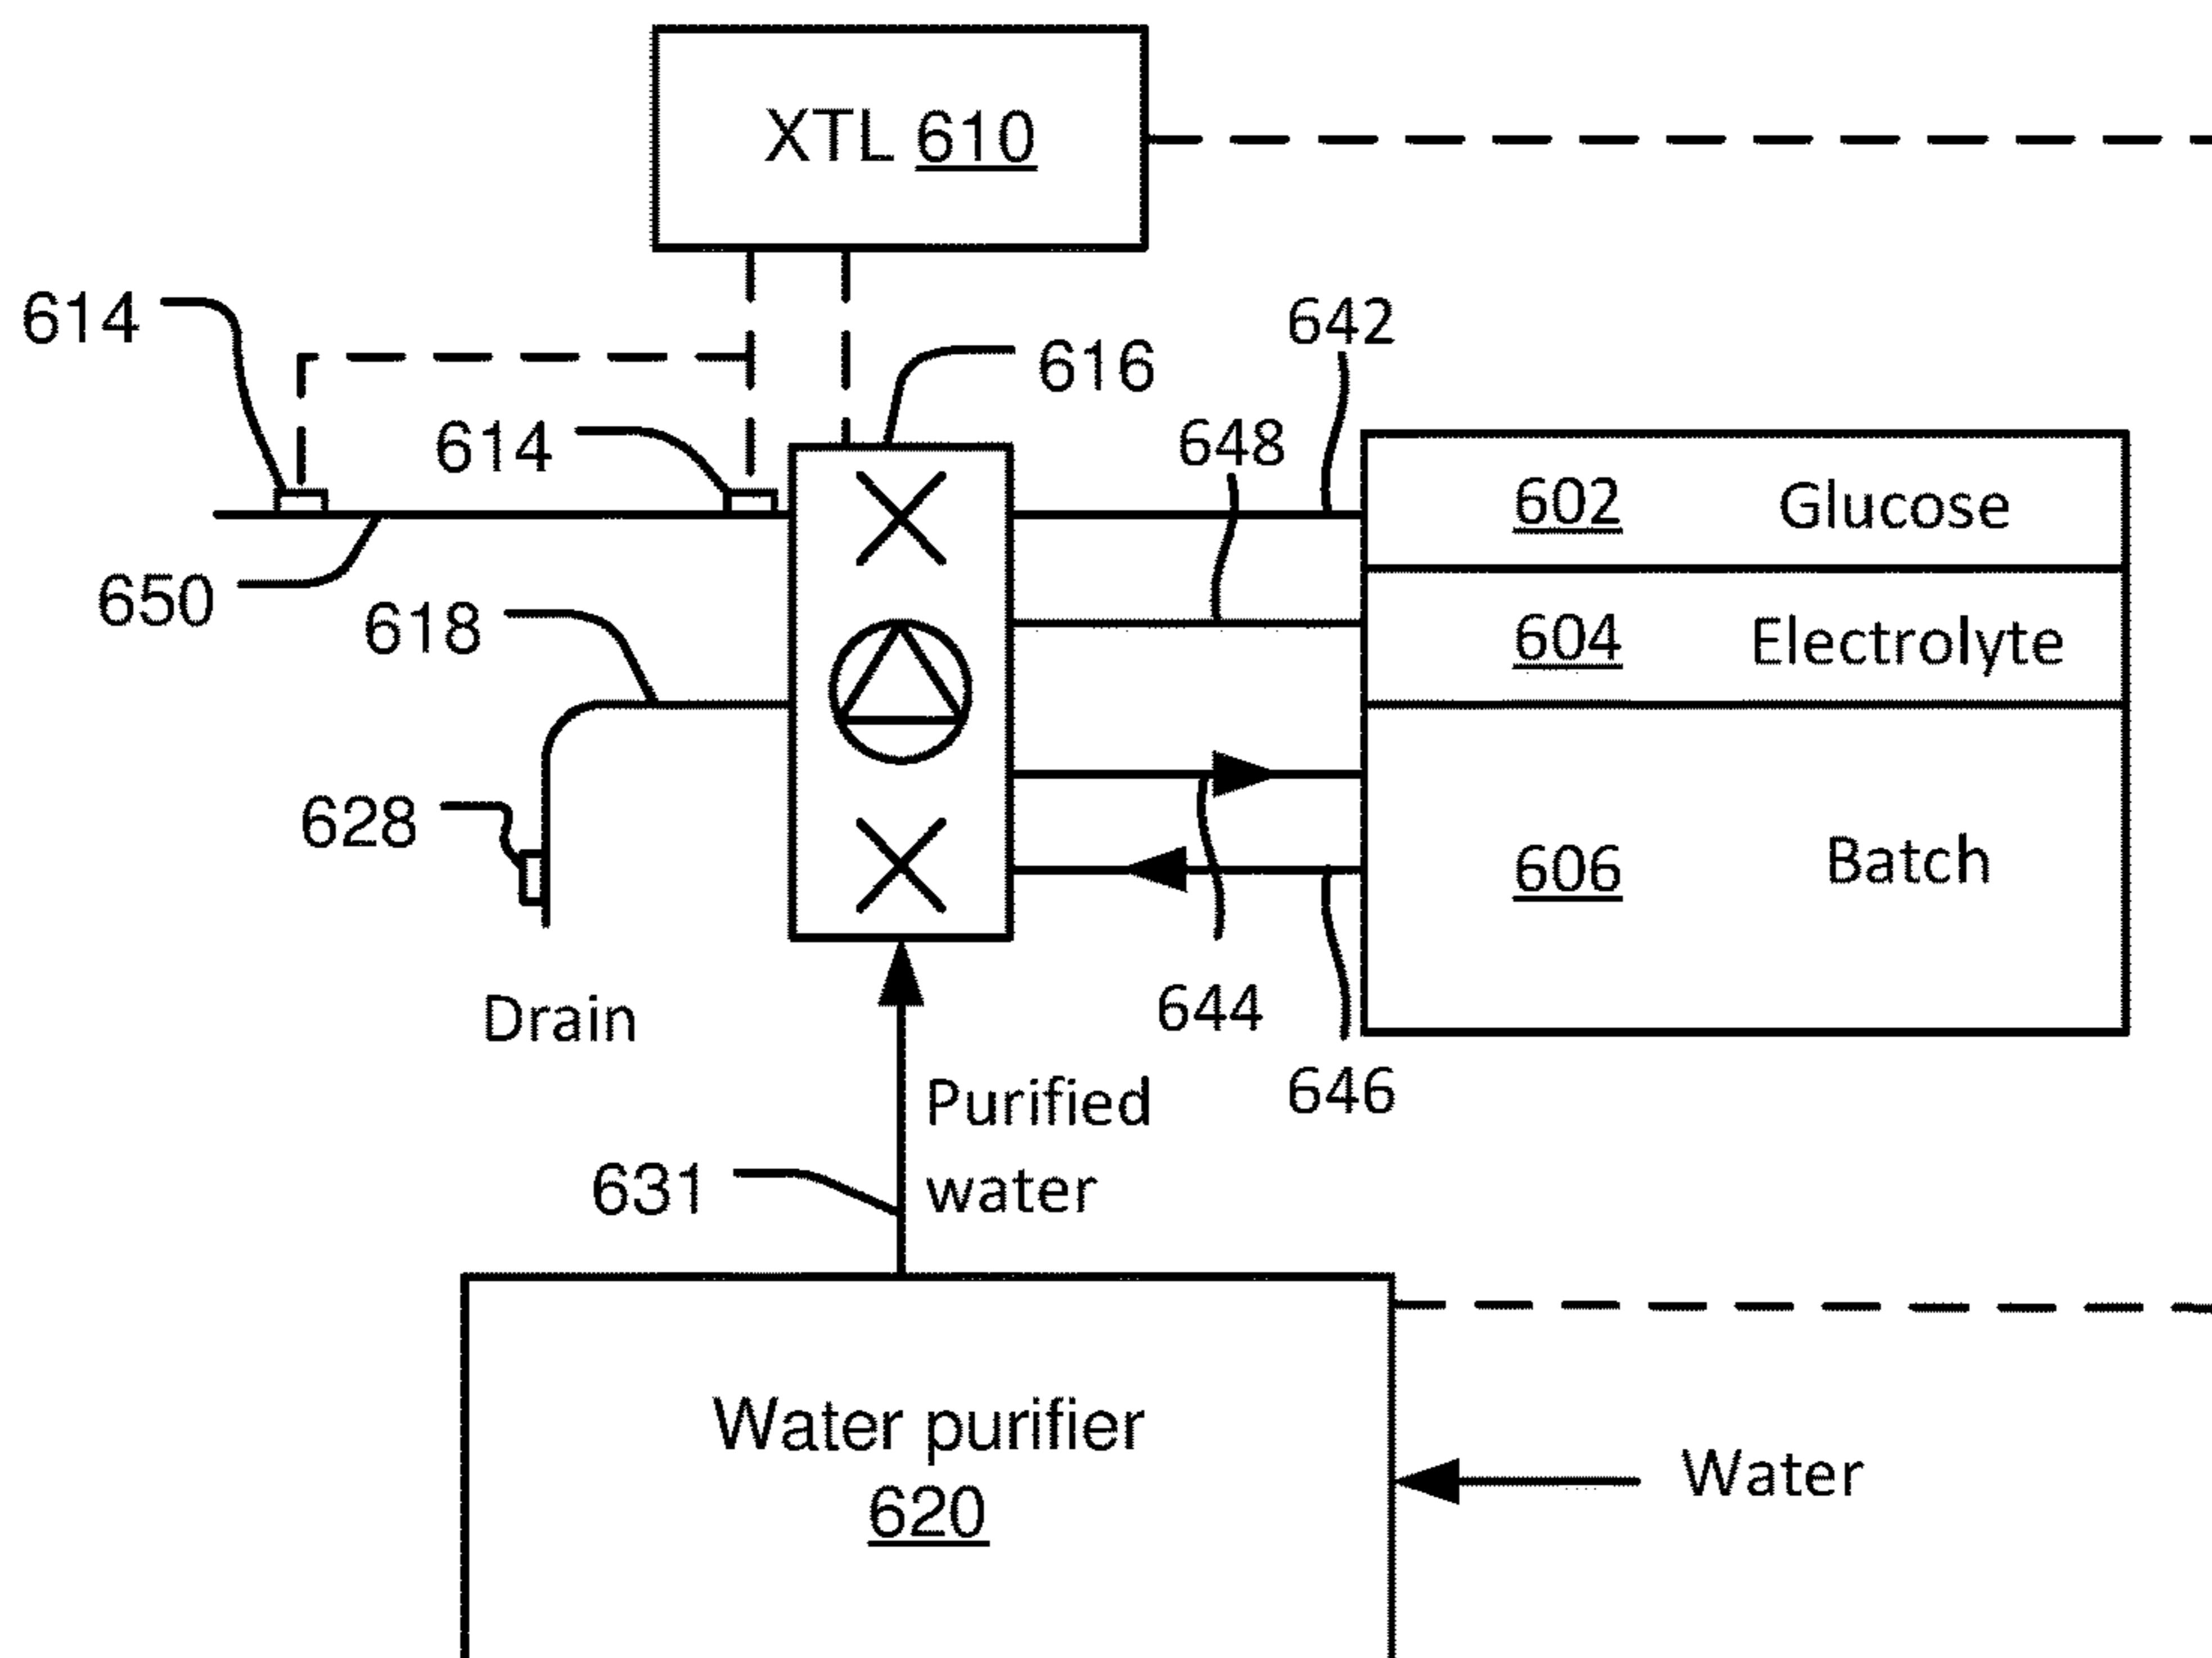 XTL 610
614
642
616
614
648
602 Glucose
650
618
604 Electrolyte
628
606 Batch
Drain
644
646
Purified
water
631
Water purifier
620
Water